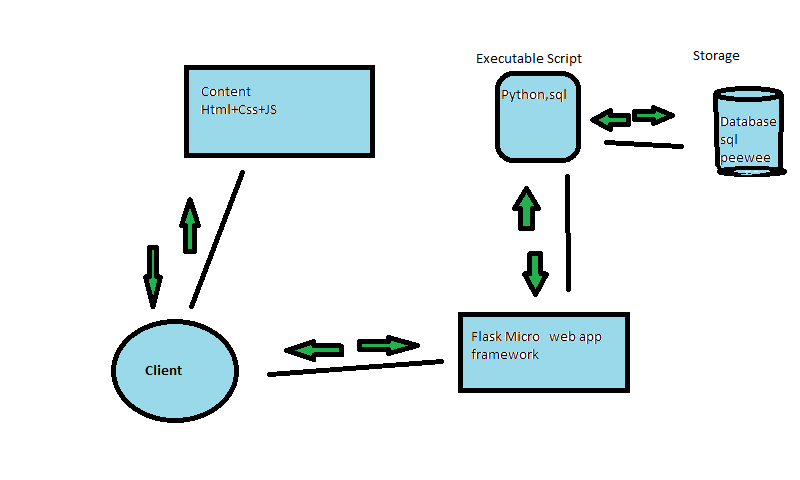 Executable Script
Storage
Content
Html+Css+JS
Python,sql
Database
sql
peewee
Flask Micro web app
framework
Client